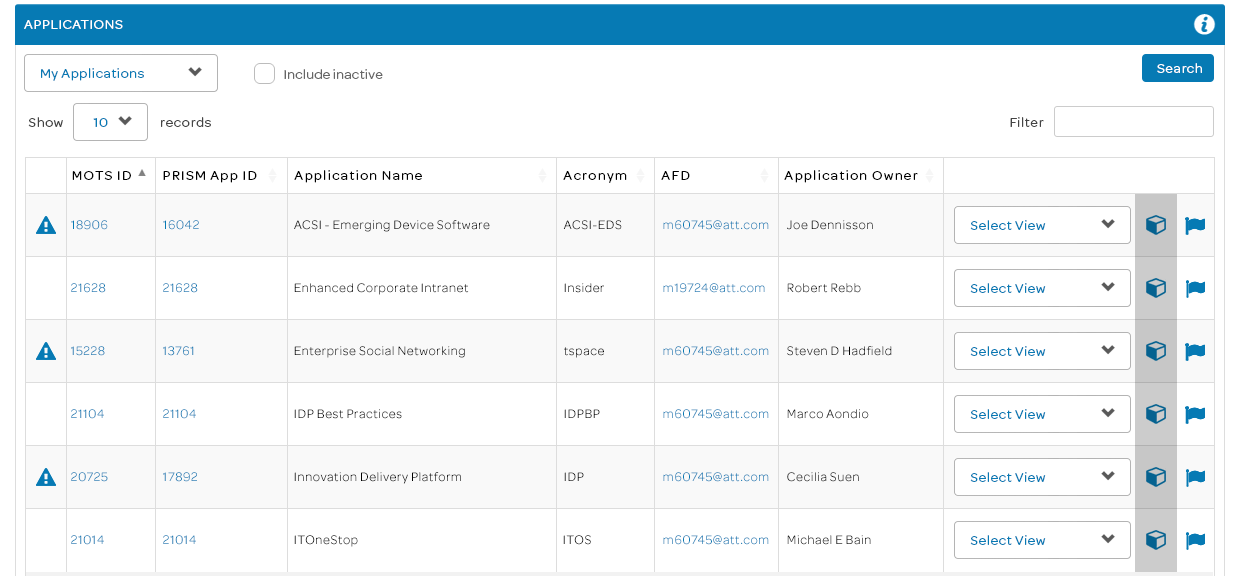 APPLICATIONS
My Applications Include inactive Search
Show 10 records Filter
MOTS ID PRISM App ID Application Name Acronym AFD Application Owner
18906 16042 ACSI - Emerging Device Software ACSI-EDS m60745@att.com Joe Dennisson Select View
21628 21628 Enhanced Corporate Intranet Insider m19724@att.com Robert Rebb Select View
15228 13761 Enterprise Social Networking tspace m60745@att.com Steven D Hadfield Select View
21104 21104 IDP Best Practices IDPBP m60745@att.com Marco Aondio Select View
20725 17892 Innovation Delivery Platform IDP m60745@att.com Cecilia Suen Select View
21014 21014 ITOneStop ITOS m60745@att.com Michael E Bain Select View